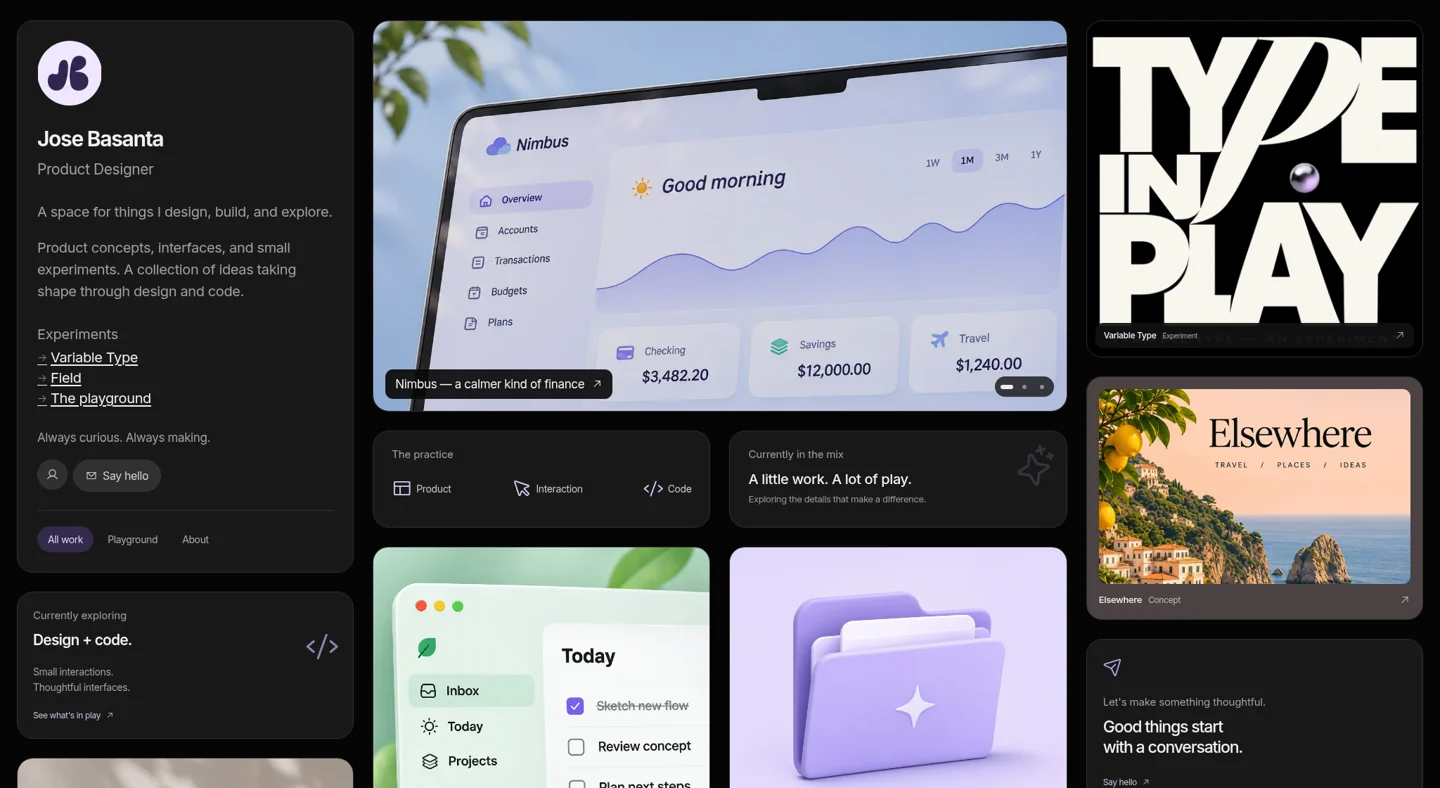 Jose Basanta
Product Designer
A space for things I design, build, and explore.
Product concepts, interfaces, and small
experiments. A collection of ideas taking
shape through design and code.
Experiments
→ Variable Type
→ Field
→ The playground
Always curious. Always making.
Say hello
All work
Playground
About
Currently exploring
Design + code.
</>
Small interactions.
Thoughtful interfaces.
See what's in play ↗
Nimbus
Overview
Accounts
Transactions
Budgets
Plans
Good morning
1W 1M 3M 1Y
Checking
$3,482.20
Savings
$12,000.00
Travel
$1,240.00
Nimbus — a calmer kind of finance ↗
The practice
Product
Interaction
</> Code
Currently in the mix
A little work. A lot of play.
Exploring the details that make a difference.
Inbox
Today
Projects
Today
Sketch new flow
Review concept
Plan next steps
TYPE
IN
PLAY
Variable Type Experiment ↗
Elsewhere
TRAVEL / PLACES / IDEAS
Elsewhere Concept ↗
Let's make something thoughtful.
Good things start
with a conversation.
Say hello ↗